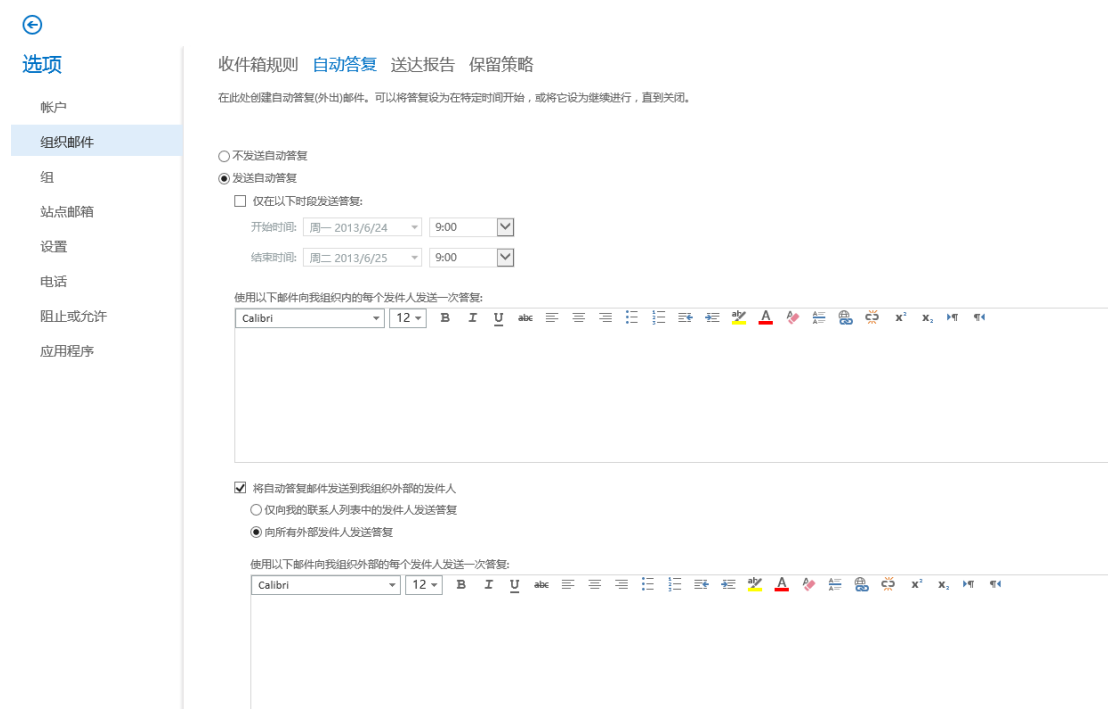 选项
帐户
组织邮件
组
站点邮箱
设置
电话
阻止或允许
应用程序
收件箱规则 自动答复 送达报告 保留策略
在此处创建自动答复(外出)邮件。可以将答复设为在特定时间开始，或将它设为继续进行，直到关闭。
不发送自动答复
发送自动答复
仅在以下时段发送答复:
开始时间: 周一 2013/6/24 9:00
结束时间: 周二 2013/6/25 9:00
使用以下邮件向我组织内的每个发件人发送一次答复:
Calibri 12 B I U abc ab A x² x₂
将自动答复邮件发送到我组织外部的发件人
仅向我的联系人列表中的发件人发送答复
向所有外部发件人发送答复
使用以下邮件向我组织外部的每个发件人发送一次答复:
Calibri 12 B I U abc ab A x² x₂